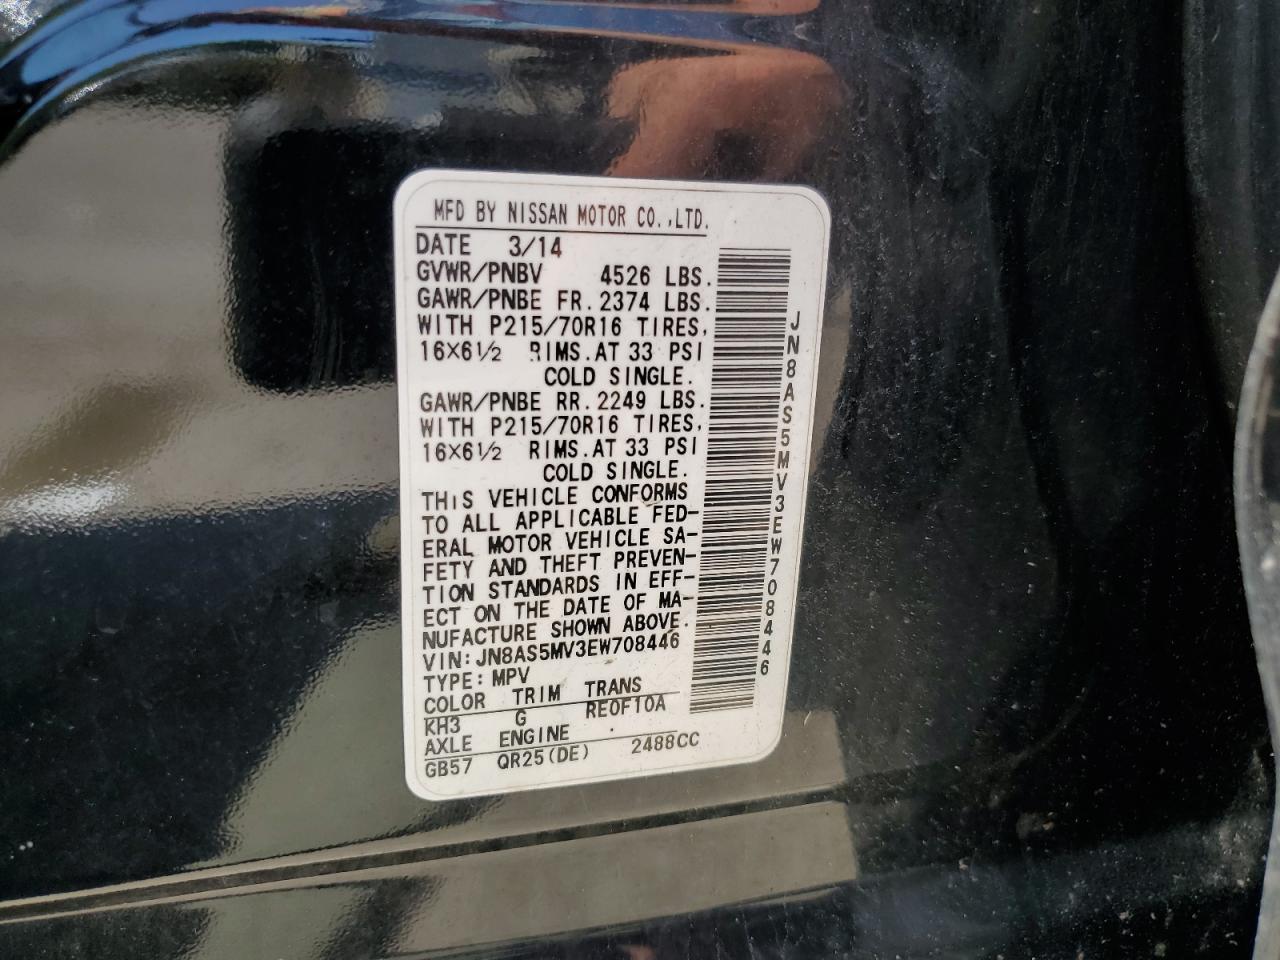 MFD BY NISSAN MOTOR CO.,LTD.
DATE 3/14
GVWR/PNBV 4526 LBS.
GAWR/PNBE FR.2374 LBS.
WITH P215/70R16 TIRES,
16×6½ RIMS.AT 33 PSI
COLD SINGLE.
GAWR/PNBE RR.2249 LBS.
WITH P215/70R16 TIRES,
16×6½ RIMS.AT 33 PSI
COLD SINGLE.
THIS VEHICLE CONFORMS
TO ALL APPLICABLE FED-
ERAL MOTOR VEHICLE SA-
FETY AND THEFT PREVEN-
TION STANDARDS IN EFF-
ECT ON THE DATE OF MA-
NUFACTURE SHOWN ABOVE.
VIN:JN8AS5MV3EW708446
TYPE:MPV
COLOR TRIM TRANS
KH3 G RE0F10A
AXLE ENGINE
GB57 QR25(DE) 2488CC
JN8AS5MV3EW708446